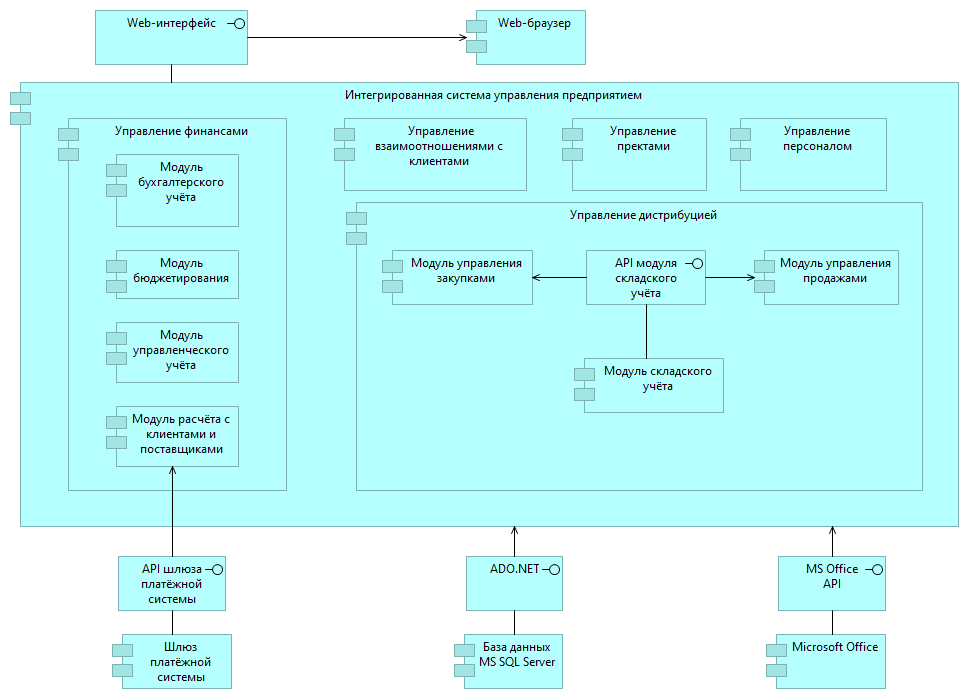 Web-интерфейс
Web-браузер
Интегрированная система управления предприятием
Управление финансами
Модуль
бухгалтерского
учёта
Модуль
бюджетирования
Модуль
управленческого
учёта
Модуль расчёта с
клиентами и
поставщиками
Управление
взаимоотношениями с
клиентами
Управление
пректами
Управление
персоналом
Управление дистрибуцией
Модуль управления
закупками
API модуля
складского
учёта
Модуль управления
продажами
Модуль складского
учёта
API шлюза
платёжной
системы
ADO.NET
MS Office
API
Шлюз
платёжной
системы
База данных
MS SQL Server
Microsoft Office